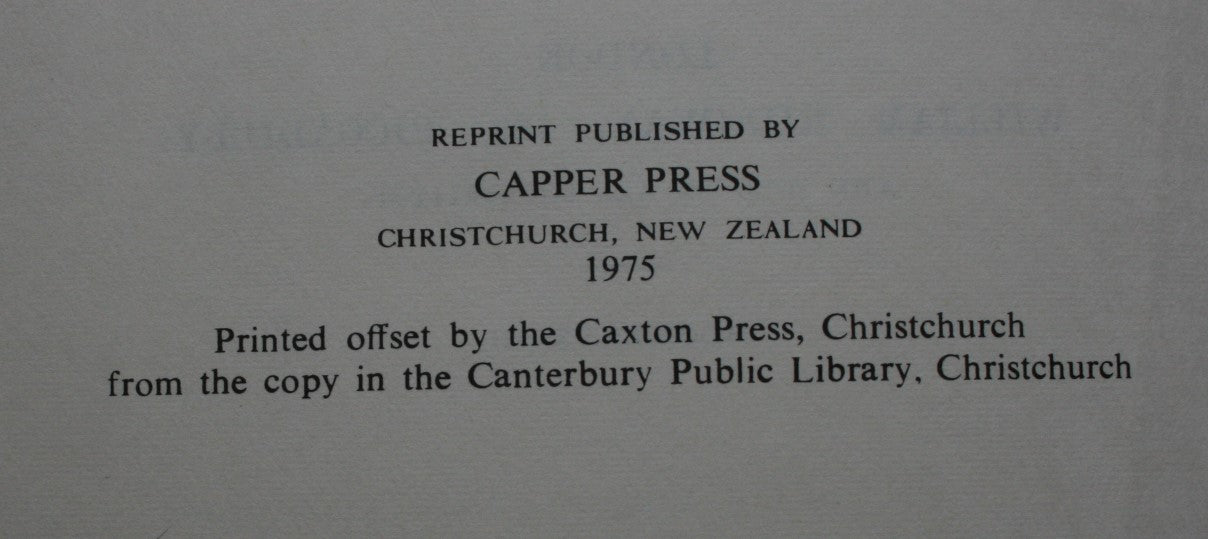 REPRINT PUBLISHED BY
CAPPER PRESS
CHRISTCHURCH, NEW ZEALAND
1975
Printed offset by the Caxton Press, Christchurch
from the copy in the Canterbury Public Library, Christchurch